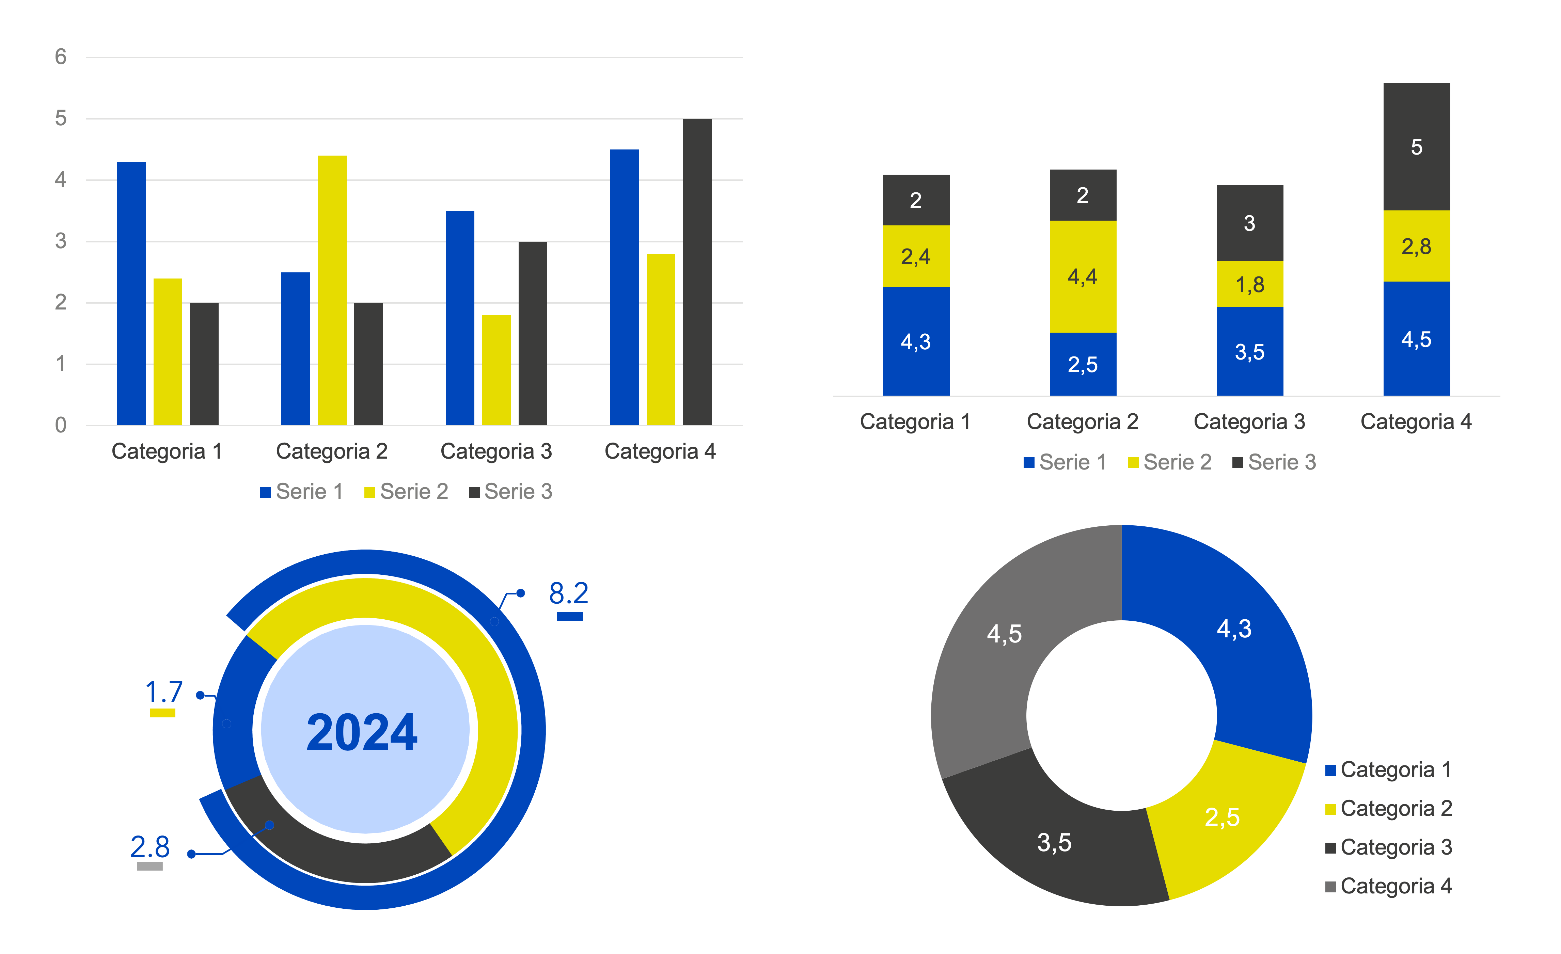 6
5
4
3
2
1
0
Categoria 1 Categoria 2 Categoria 3 Categoria 4
Serie 1 Serie 2 Serie 3
2 2 3 5
2,4 4,4 1,8 2,8
4,3 2,5 3,5 4,5
Categoria 1 Categoria 2 Categoria 3 Categoria 4
Serie 1 Serie 2 Serie 3
8.2
1.7
2024
2.8
4,5 4,3
3,5 2,5
Categoria 1
Categoria 2
Categoria 3
Categoria 4